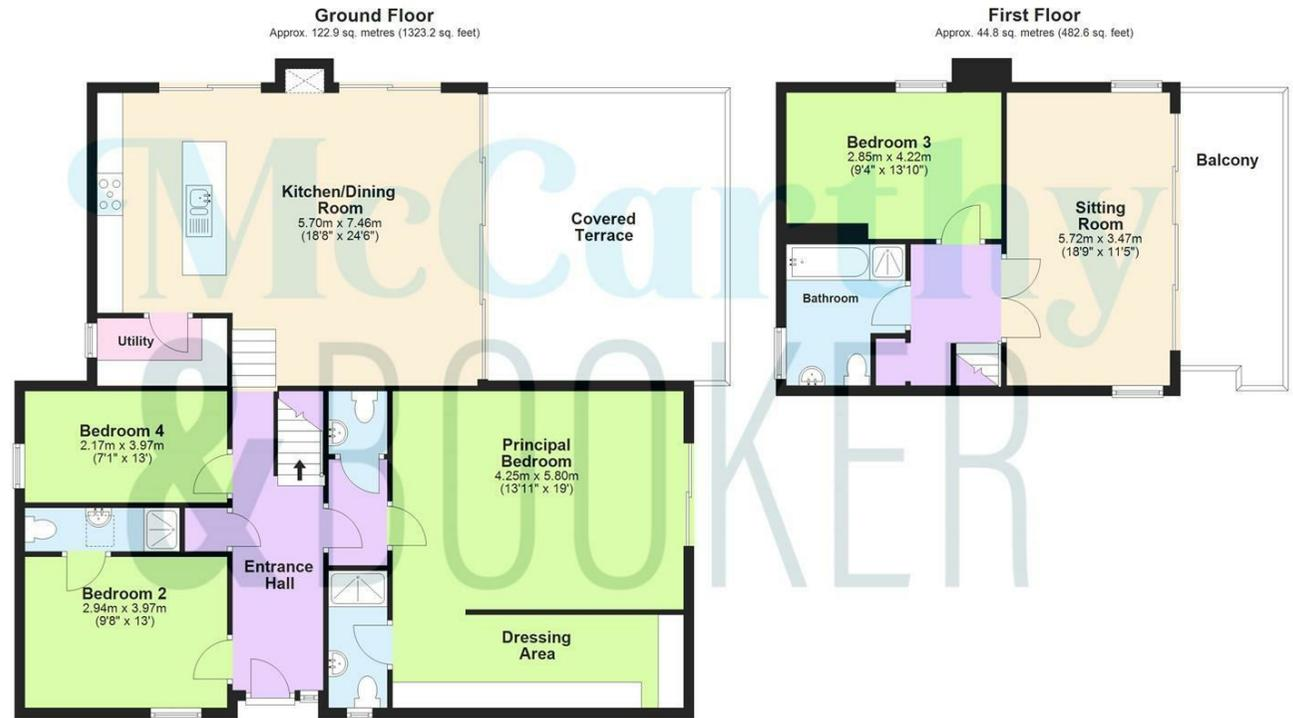 Ground Floor
Approx. 122.9 sq. metres (1323.2 sq. feet)
First Floor
Approx. 44.8 sq. metres (482.6 sq. feet)
McCarthy
& BOOKER
Kitchen/Dining
Room
5.70m x 7.46m
(18'8" x 24'6")
Covered
Terrace
Utility
Bedroom 4
2.17m x 3.97m
(7'1" x 13')
Principal
Bedroom
4.25m x 5.80m
(13'11" x 19')
Entrance
Hall
Bedroom 2
2.94m x 3.97m
(9'8" x 13')
Dressing
Area
Bedroom 3
2.85m x 4.22m
(9'4" x 13'10")
Balcony
Sitting
Room
5.72m x 3.47m
(18'9" x 11'5")
Bathroom